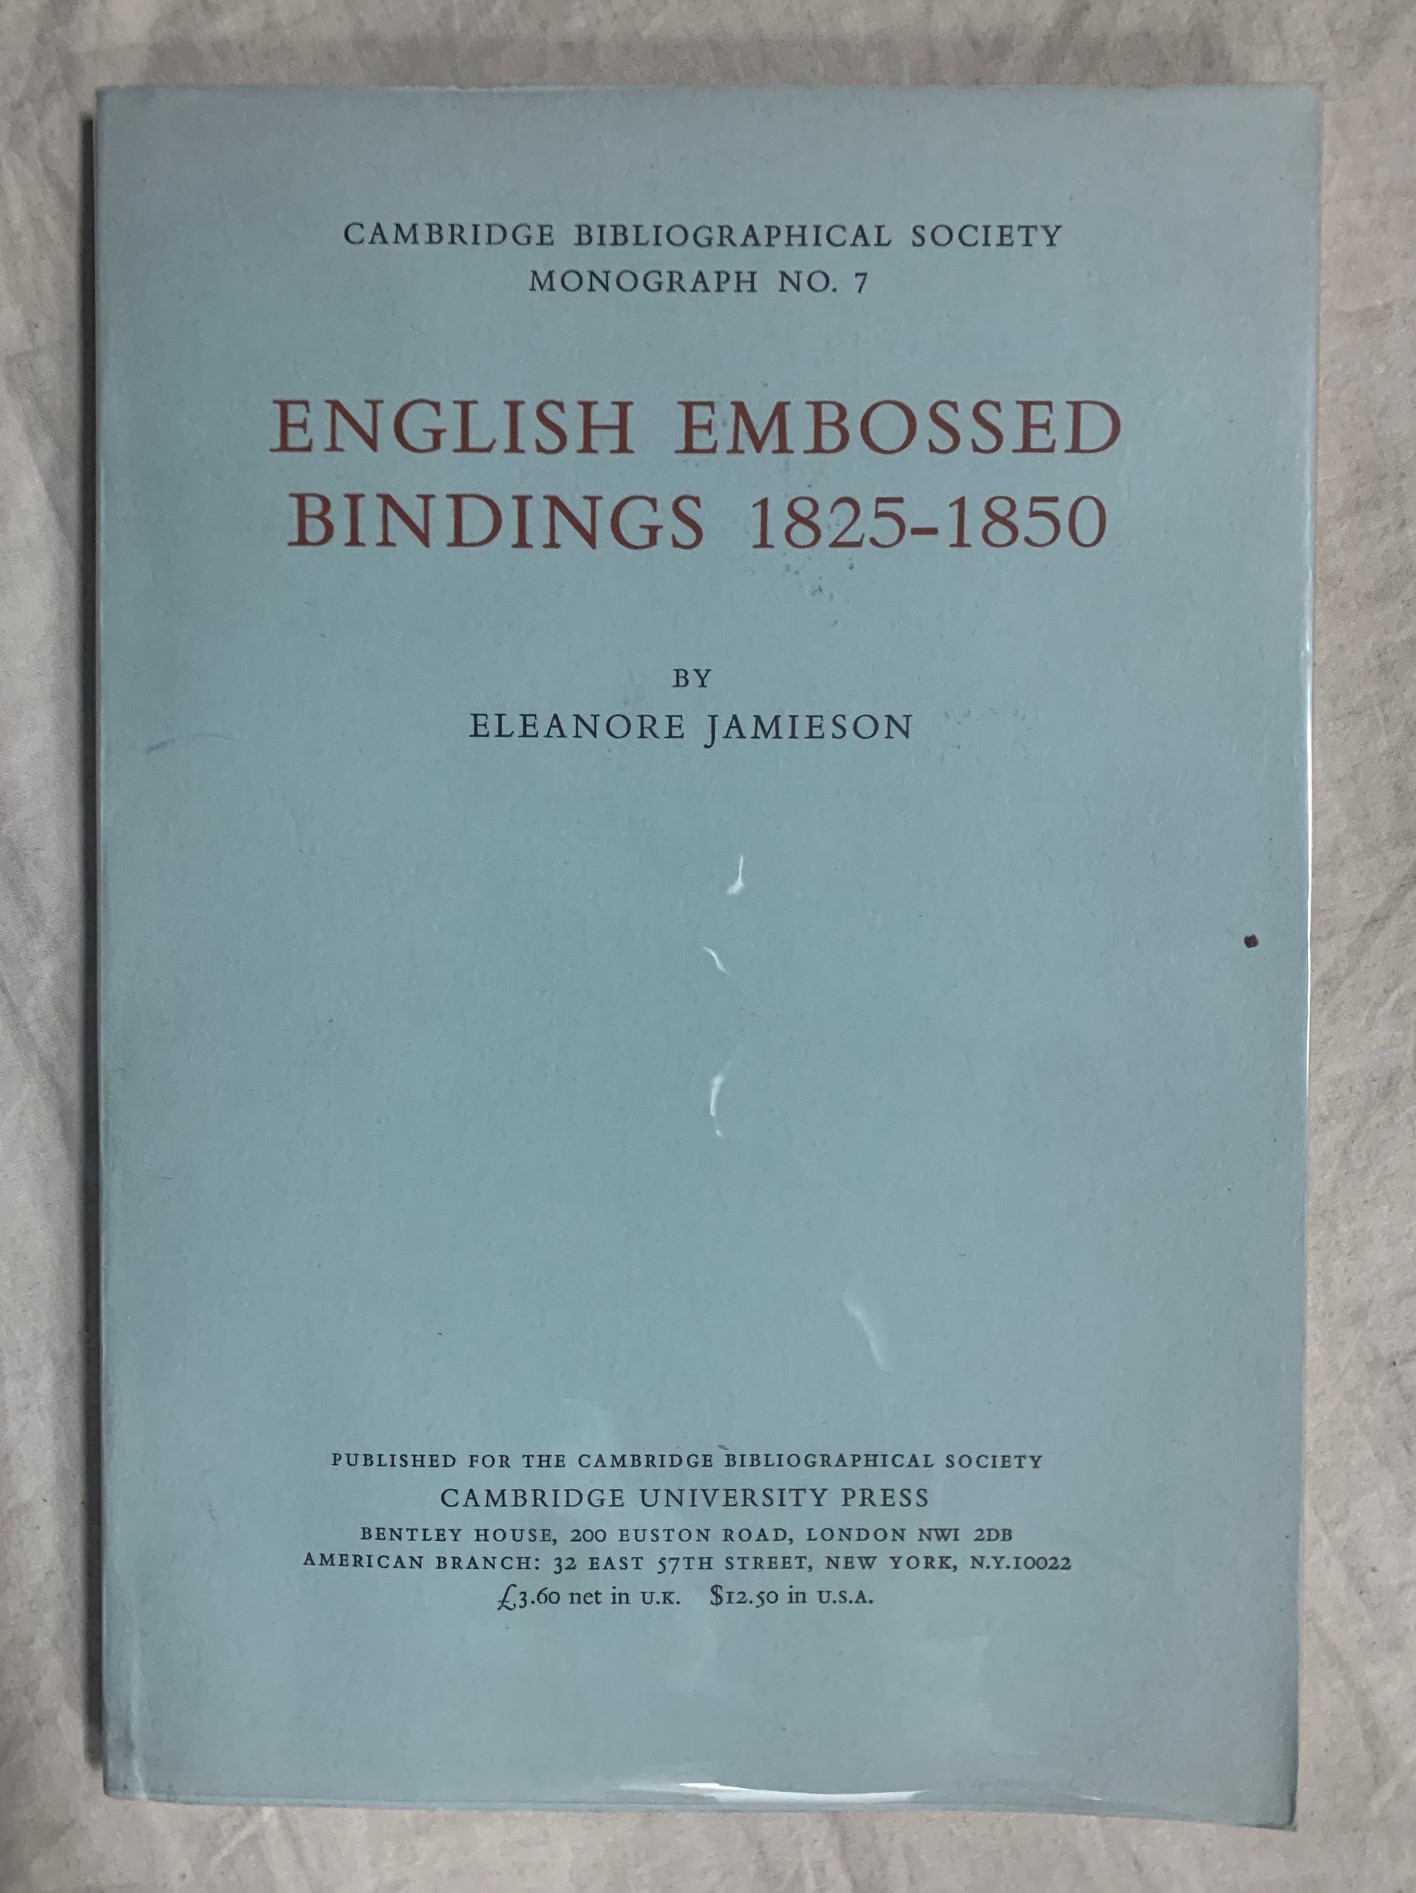 CAMBRIDGE BIBLIOGRAPHICAL SOCIETY
MONOGRAPH NO. 7
ENGLISH EMBOSSED
BINDINGS 1825-1850
BY
ELEANORE JAMIESON
PUBLISHED FOR THE CAMBRIDGE BIBLIOGRAPHICAL SOCIETY
CAMBRIDGE UNIVERSITY PRESS
BENTLEY HOUSE, 200 EUSTON ROAD, LONDON NW1 2DB
AMERICAN BRANCH: 32 EAST 57TH STREET, NEW YORK, N.Y.10022
£3.60 net in U.K. $12.50 in U.S.A.